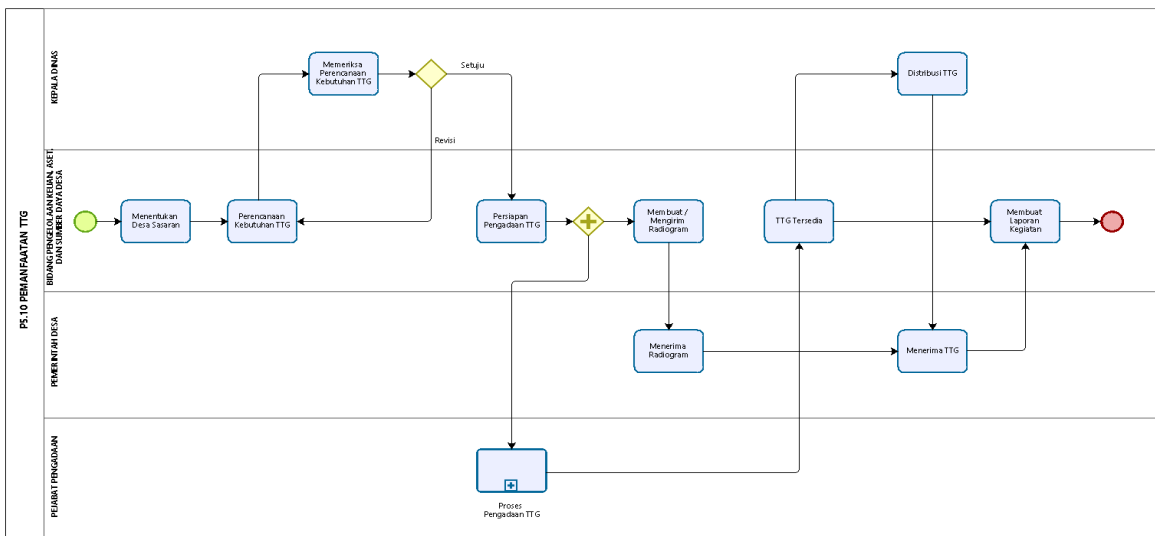 P5.10 PEMANFAATAN TTG
KEPALA DINAS
Memeriksa
Perencanaan
Kebutuhan TTG
Setuju
Revisi
Distribusi TTG
BIDANG PENGELOLAAN KEUAN, ASET,
DAN SUMBER DAYA DESA
Menentukan
Desa Sasaran
Perencanaan
Kebutuhan TTG
Persiapan
Pengadaan TTG
Membuat /
Mengirim
Radiogram
TTG Tersedia
Membuat
Laporan
Kegiatan
PEMERINTAH DESA
Menerima
Radiogram
Menerima TTG
PEJABAT PENGADAAN
Proses
Pengadaan TTG